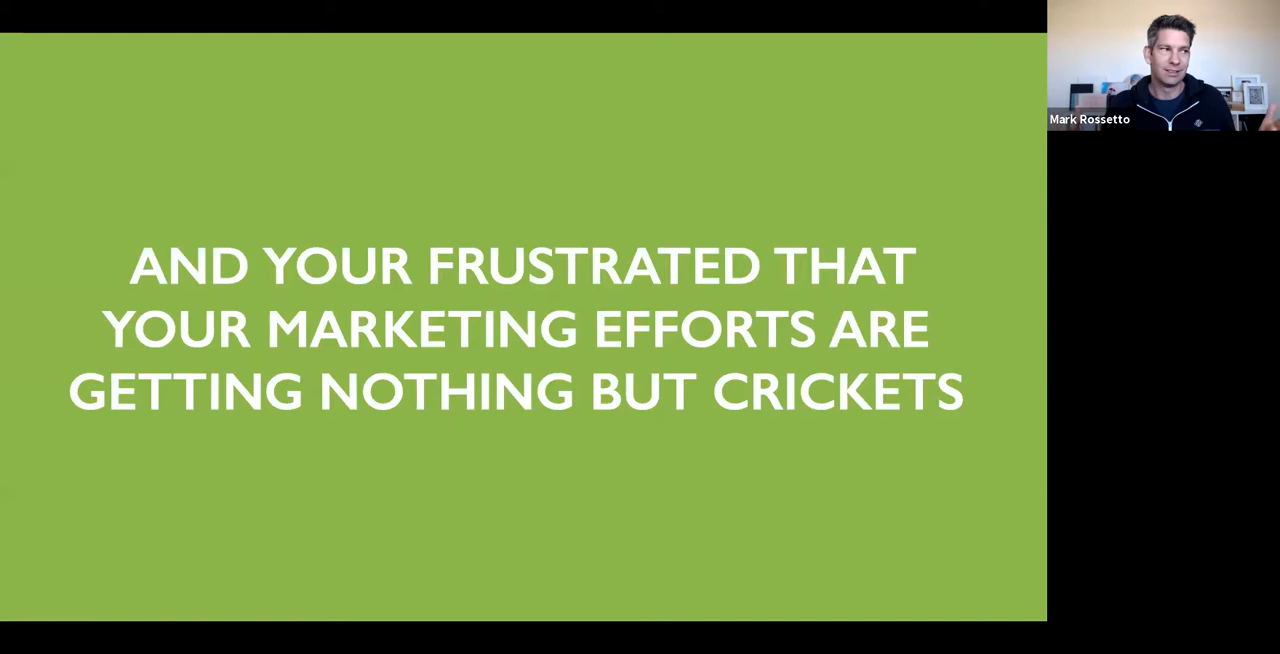 AND YOUR FRUSTRATED THAT
YOUR MARKETING EFFORTS ARE
GETTING NOTHING BUT CRICKETS
Mark Rossetto